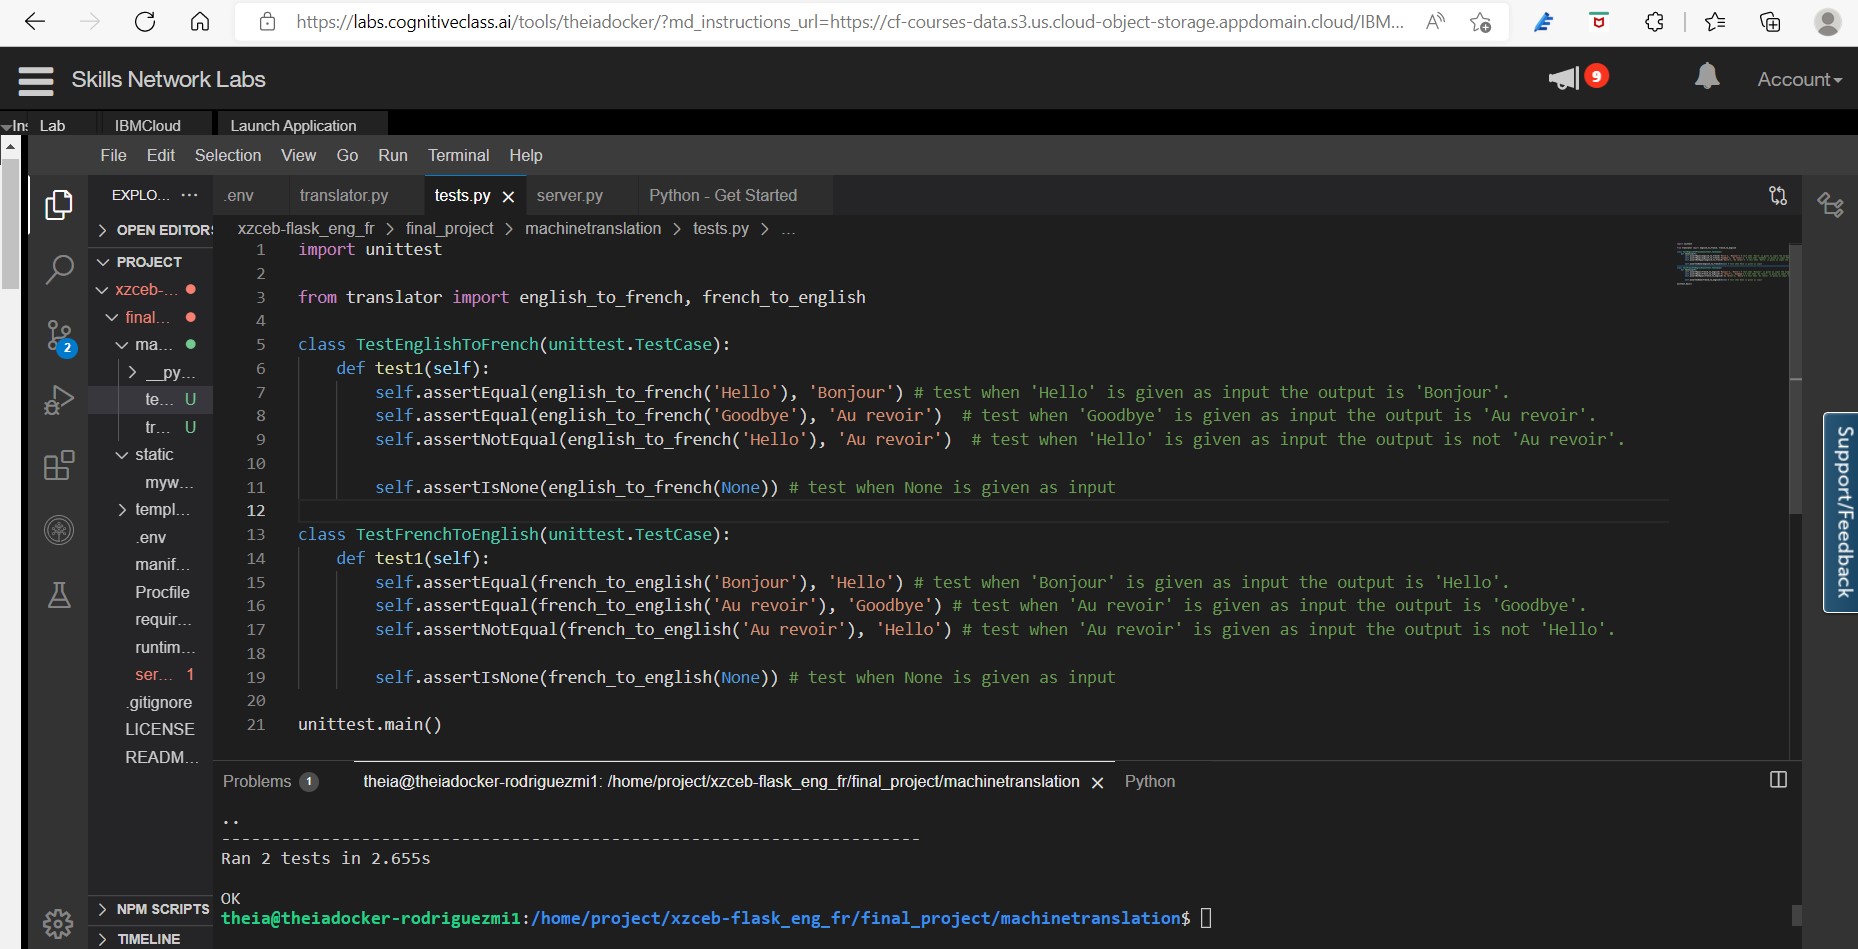 https://labs.cognitiveclass.ai/tools/theiadocker/?md_instructions_url=https://cf-courses-data.s3.us.cloud-object-storage.appdomain.cloud/IBM...
Skills Network Labs
9
Account
Ins
Lab
IBMCloud
Launch Application
File Edit Selection View Go Run Terminal Help
EXPLO... ...
.env
translator.py
tests.py
server.py
Python - Get Started
OPEN EDITORS
xzceb-flask_eng_fr > final_project > machinetranslation > tests.py > ...
PROJECT
xzceb-...
final...
ma...
__py...
te... U
tr... U
static
myw...
templ...
.env
manif...
Procfile
requir...
runtim...
ser... 1
.gitignore
LICENSE
READM...
NPM SCRIPTS
TIMELINE
2
1 import unittest
2
3 from translator import english_to_french, french_to_english
4
5 class TestEnglishToFrench(unittest.TestCase):
6 def test1(self):
7 self.assertEqual(english_to_french('Hello'), 'Bonjour') # test when 'Hello' is given as input the output is 'Bonjour'.
8 self.assertEqual(english_to_french('Goodbye'), 'Au revoir') # test when 'Goodbye' is given as input the output is 'Au revoir'.
9 self.assertNotEqual(english_to_french('Hello'), 'Au revoir') # test when 'Hello' is given as input the output is not 'Au revoir'.
10
11 self.assertIsNone(english_to_french(None)) # test when None is given as input
12
13 class TestFrenchToEnglish(unittest.TestCase):
14 def test1(self):
15 self.assertEqual(french_to_english('Bonjour'), 'Hello') # test when 'Bonjour' is given as input the output is 'Hello'.
16 self.assertEqual(french_to_english('Au revoir'), 'Goodbye') # test when 'Au revoir' is given as input the output is 'Goodbye'.
17 self.assertNotEqual(french_to_english('Au revoir'), 'Hello') # test when 'Au revoir' is given as input the output is not 'Hello'.
18
19 self.assertIsNone(french_to_english(None)) # test when None is given as input
20
21 unittest.main()
Support/Feedback
Problems 1
theia@theiadocker-rodriguezmi1: /home/project/xzceb-flask_eng_fr/final_project/machinetranslation
Python
..
----------------------------------------------------------------------
Ran 2 tests in 2.655s
OK
theia@theiadocker-rodriguezmi1:/home/project/xzceb-flask_eng_fr/final_project/machinetranslation$